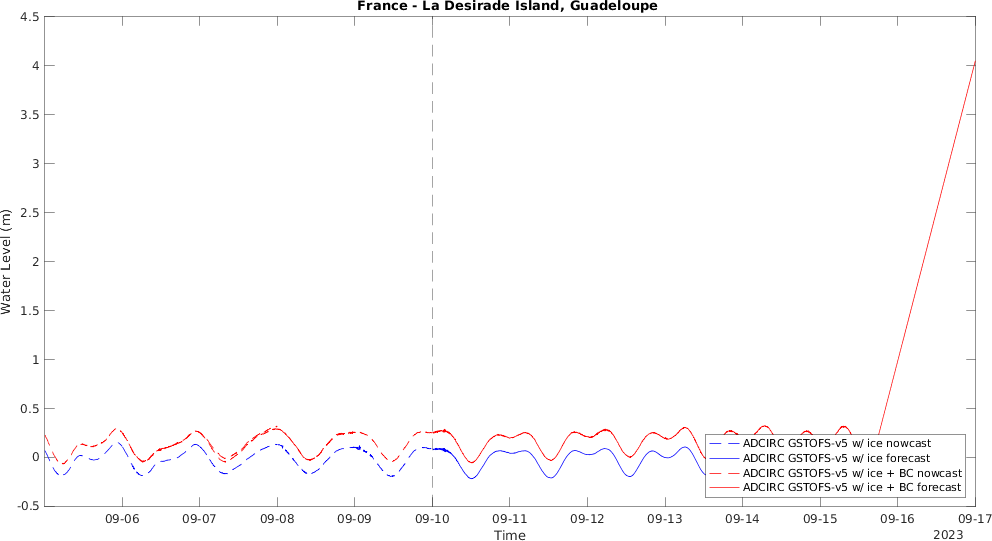 France - La Desirade Island, Guadeloupe
4.5
4
3.5
3
2.5
2
1.5
1
0.5
0
-0.5
Water Level (m)
ADCIRC GSTOFS-v5 w/ ice nowcast
ADCIRC GSTOFS-v5 w/ ice forecast
ADCIRC GSTOFS-v5 w/ ice + BC nowcast
ADCIRC GSTOFS-v5 w/ ice + BC forecast
09-06 09-07 09-08 09-09 09-10 09-11 09-12 09-13 09-14 09-15 09-16 09-17
Time
2023